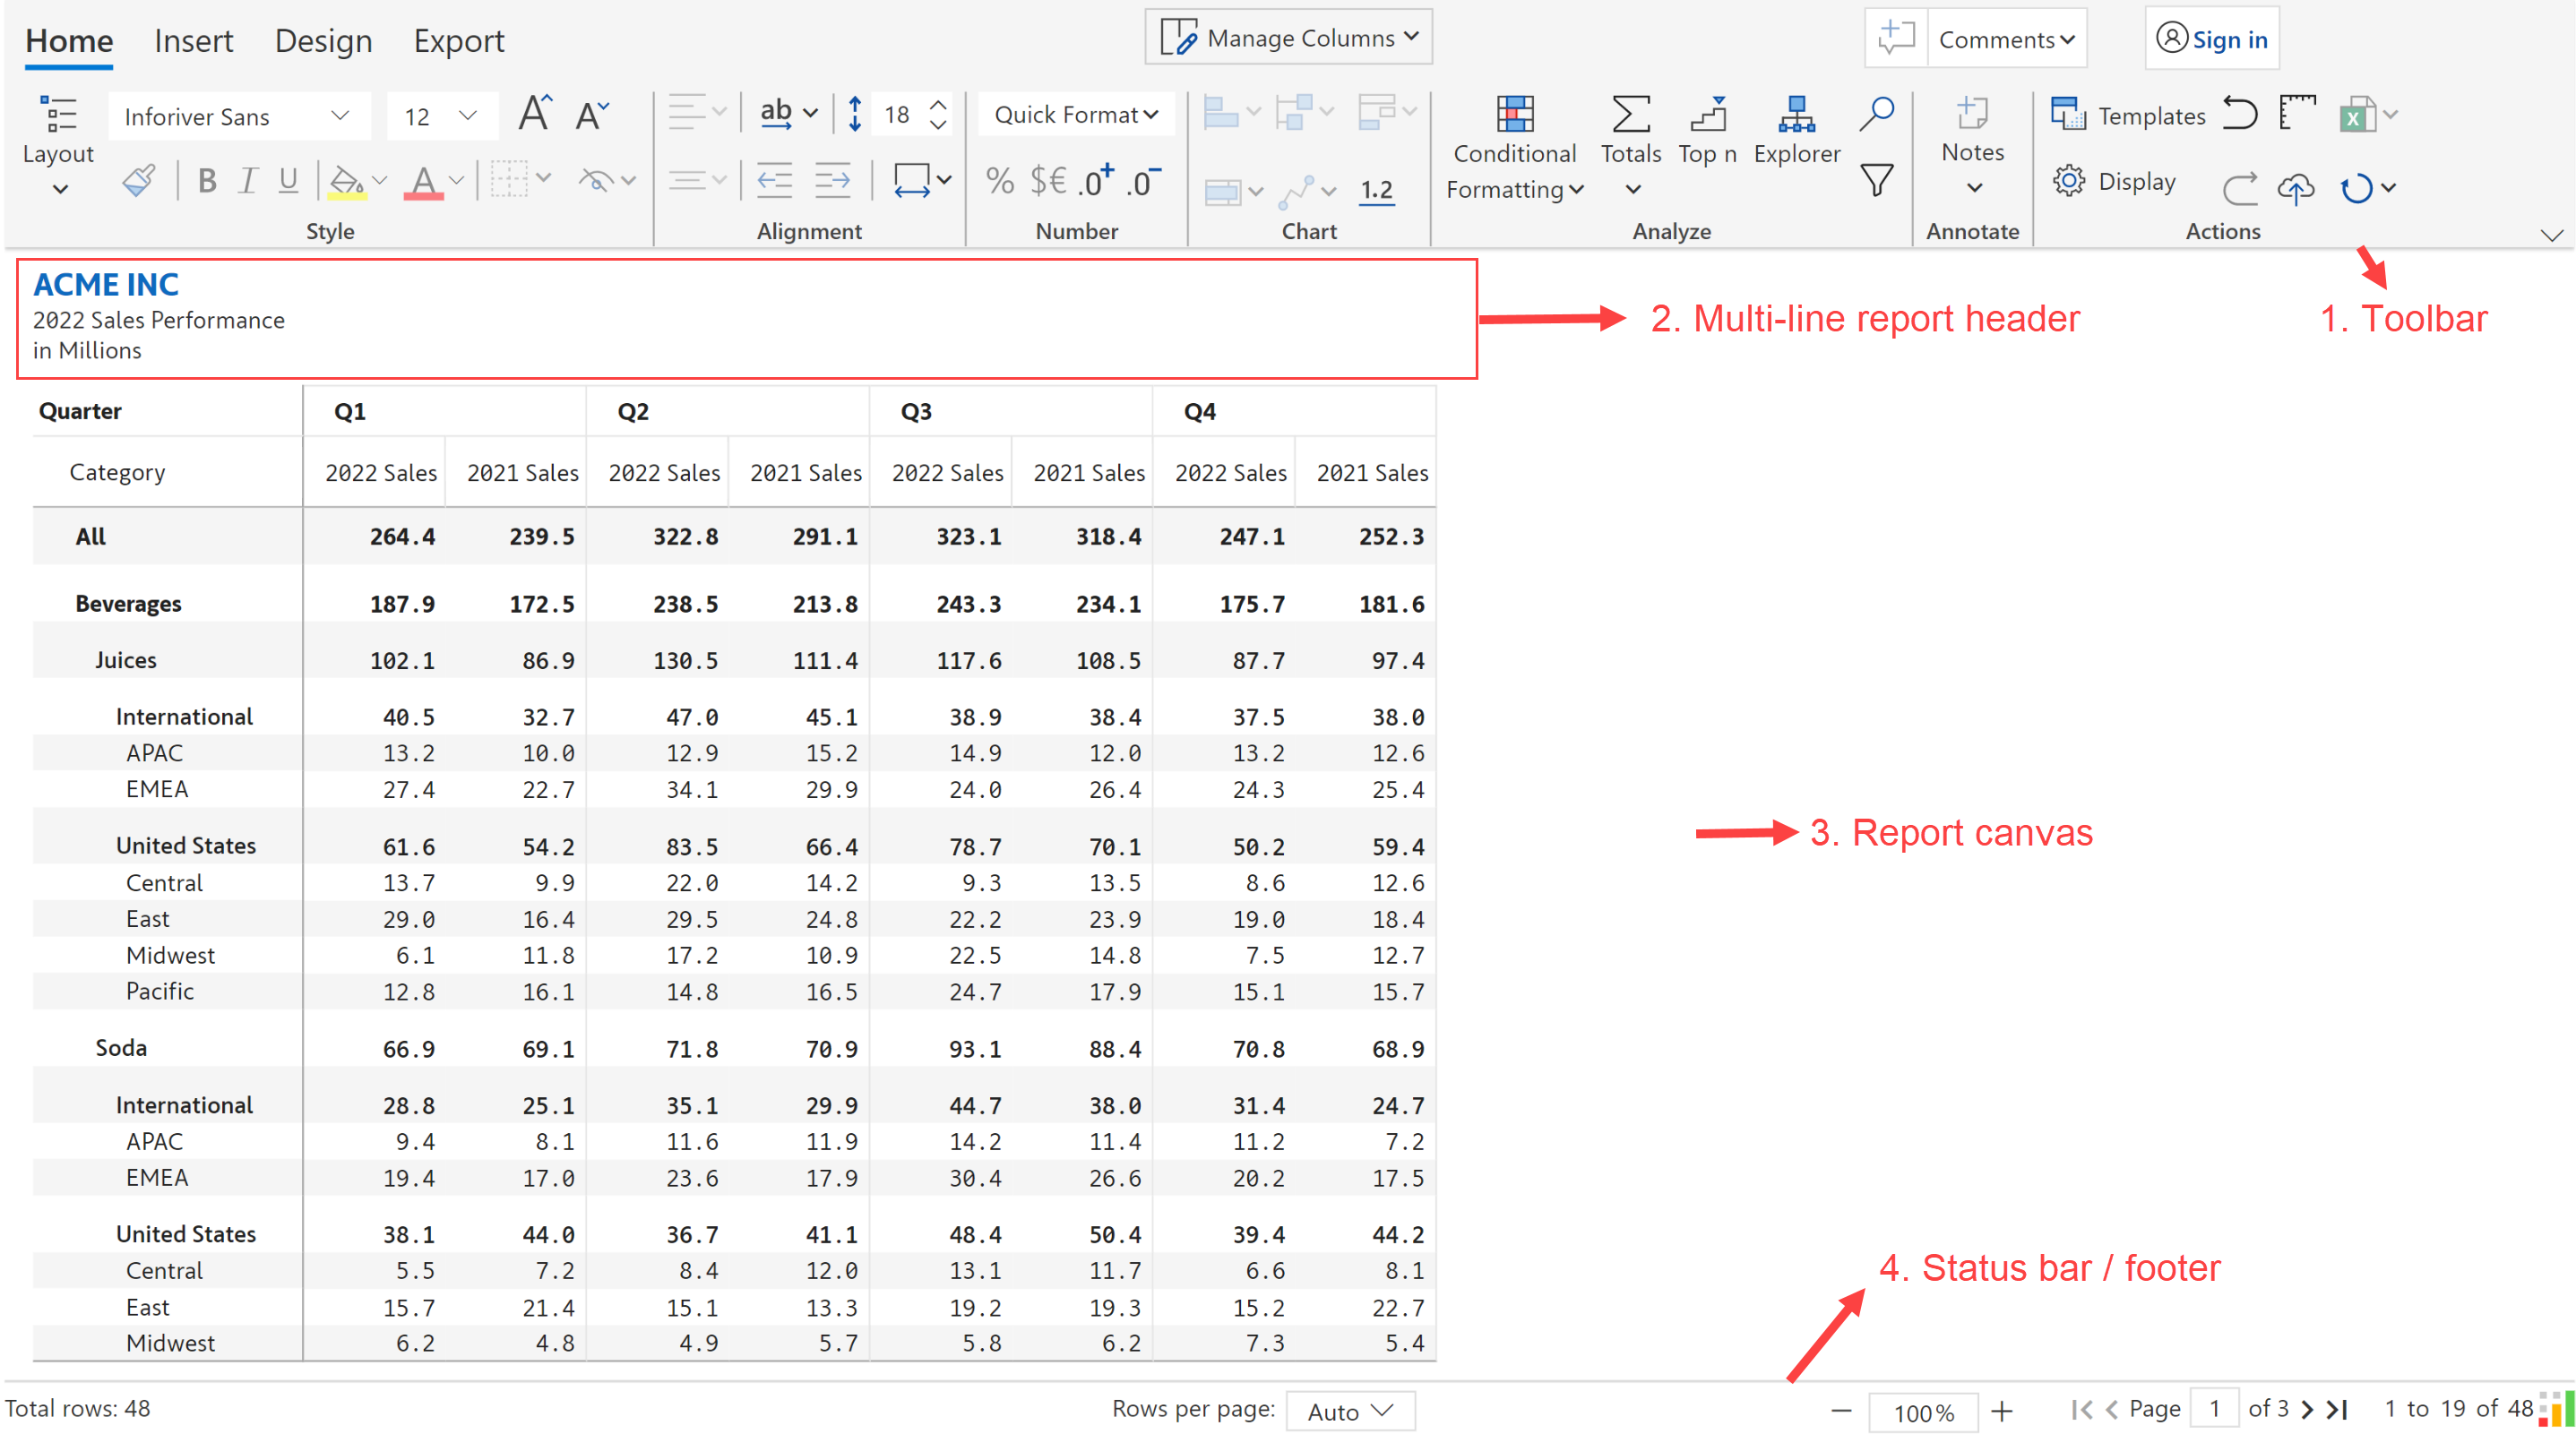 Home Insert Design Export Manage Columns Comments Sign in
Layout Inforiver Sans 12 A A ab 18 Quick Format Conditional Formatting Totals Top n Explorer Notes Templates
B I U A % $€ .0+ .0- 1.2 Display
Style Alignment Number Chart Analyze Annotate Actions
ACME INC
2022 Sales Performance
in Millions
2. Multi-line report header
1. Toolbar
Quarter Q1 Q2 Q3 Q4
Category 2022 Sales 2021 Sales 2022 Sales 2021 Sales 2022 Sales 2021 Sales 2022 Sales 2021 Sales
All 264.4 239.5 322.8 291.1 323.1 318.4 247.1 252.3
Beverages 187.9 172.5 238.5 213.8 243.3 234.1 175.7 181.6
Juices 102.1 86.9 130.5 111.4 117.6 108.5 87.7 97.4
International 40.5 32.7 47.0 45.1 38.9 38.4 37.5 38.0
APAC 13.2 10.0 12.9 15.2 14.9 12.0 13.2 12.6
EMEA 27.4 22.7 34.1 29.9 24.0 26.4 24.3 25.4
United States 61.6 54.2 83.5 66.4 78.7 70.1 50.2 59.4
3. Report canvas
Central 13.7 9.9 22.0 14.2 9.3 13.5 8.6 12.6
East 29.0 16.4 29.5 24.8 22.2 23.9 19.0 18.4
Midwest 6.1 11.8 17.2 10.9 22.5 14.8 7.5 12.7
Pacific 12.8 16.1 14.8 16.5 24.7 17.9 15.1 15.7
Soda 66.9 69.1 71.8 70.9 93.1 88.4 70.8 68.9
International 28.8 25.1 35.1 29.9 44.7 38.0 31.4 24.7
APAC 9.4 8.1 11.6 11.9 14.2 11.4 11.2 7.2
EMEA 19.4 17.0 23.6 17.9 30.4 26.6 20.2 17.5
United States 38.1 44.0 36.7 41.1 48.4 50.4 39.4 44.2
Central 5.5 7.2 8.4 12.0 13.1 11.7 6.6 8.1
4. Status bar / footer
East 15.7 21.4 15.1 13.3 19.2 19.3 15.2 22.7
Midwest 6.2 4.8 4.9 5.7 5.8 6.2 7.3 5.4
Total rows: 48 Rows per page: Auto 100% Page 1 of 3 1 to 19 of 48